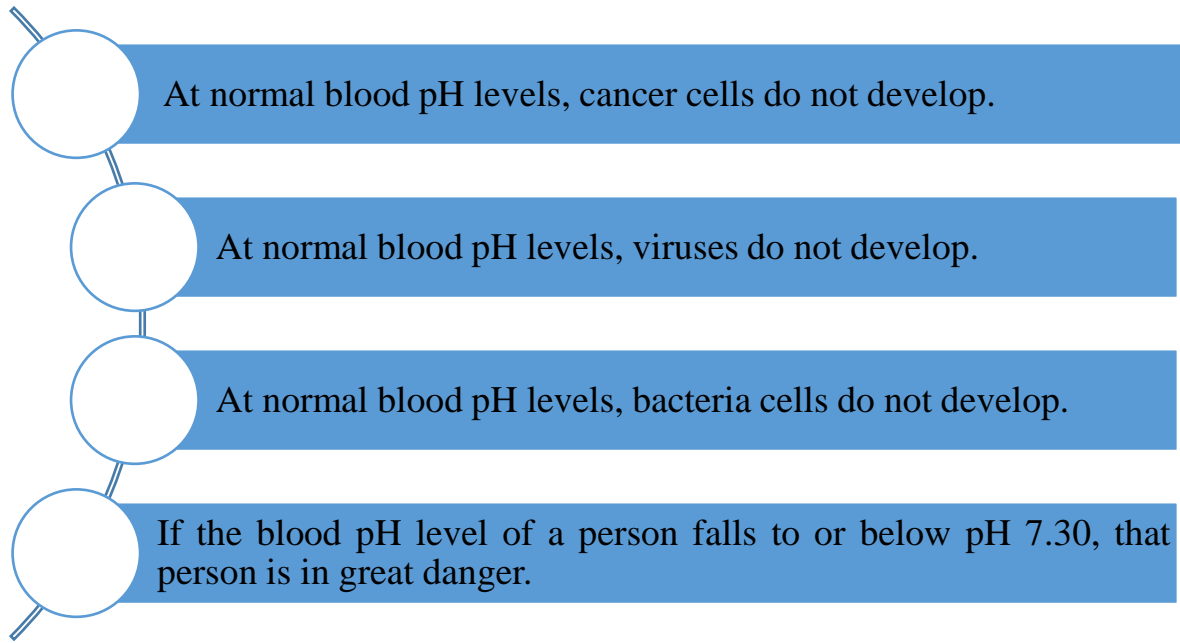 At normal blood pH levels, cancer cells do not develop.
At normal blood pH levels, viruses do not develop.
At normal blood pH levels, bacteria cells do not develop.
If the blood pH level of a person falls to or below pH 7.30, that
person is in great danger.